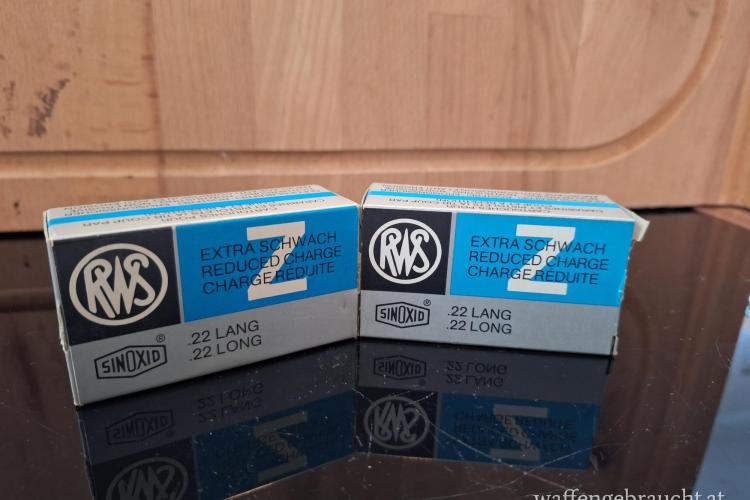 RWS
Z
EXTRA SCHWACH
REDUCED CHARGE
CHARGE RÉDUITE
SINOXID®
.22 LANG
.22 LONG
RWS
Z
EXTRA SCHWACH
REDUCED CHARGE
CHARGE RÉDUITE
SINOXID®
.22 LANG
.22 LONG
waffengebraucht.at